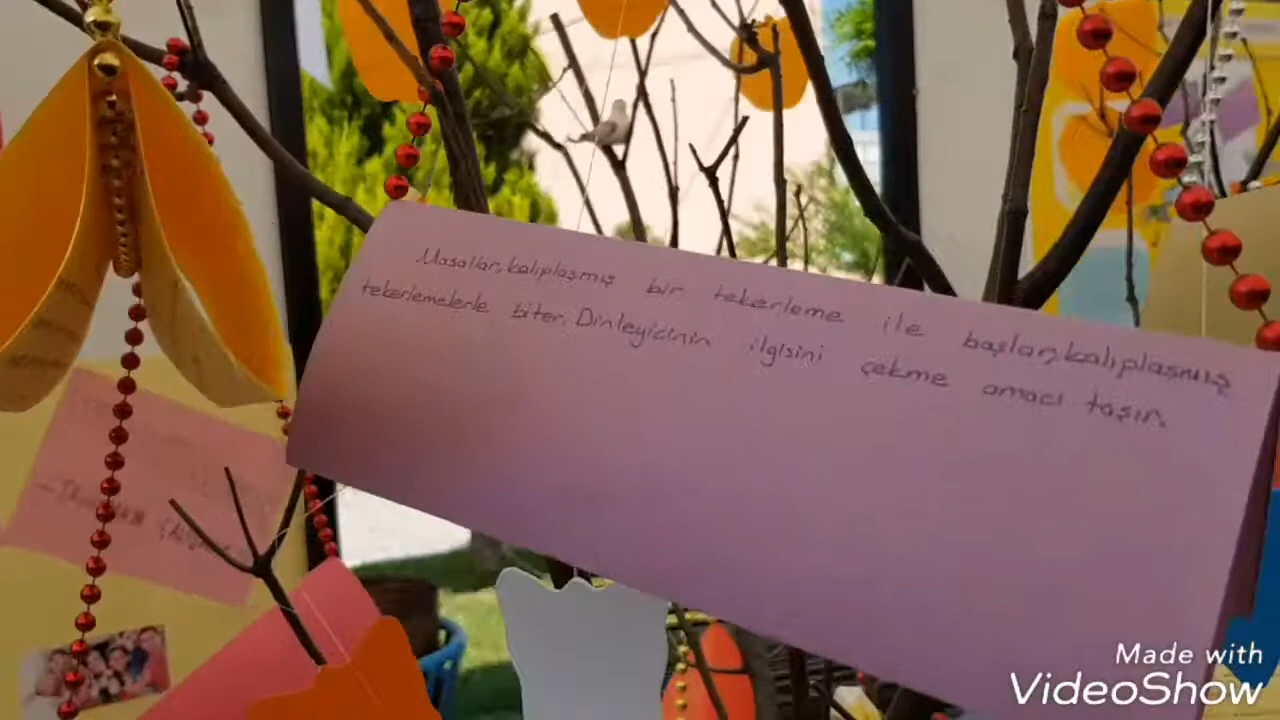 Masallar, kalıplaşmış bir tekerleme ile başlar, kalıplaşmış
tekerlemelerle biter. Dinleyicinin ilgisini çekme amacı taşır.
Made with
VideoShow